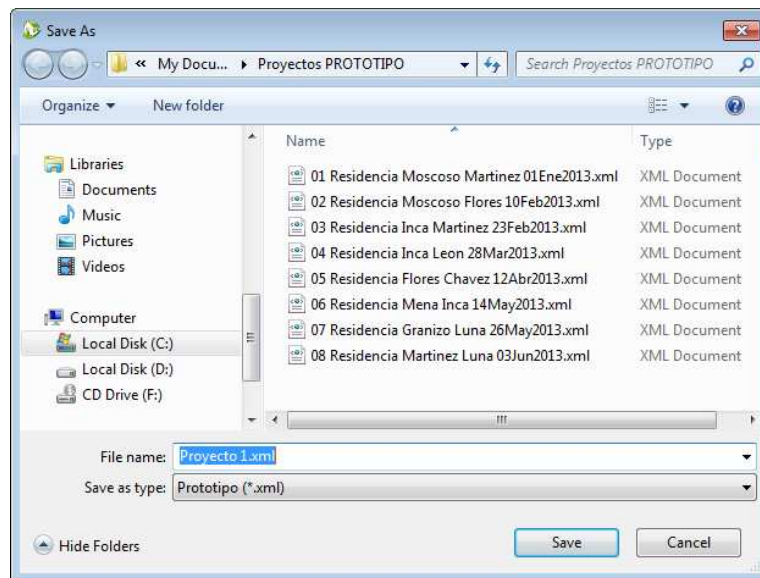 Save As
« My Docu... ▸ Proyectos PROTOTIPO
Search Proyectos PROTOTIPO
Organize
New folder
Name
Type
Libraries
Documents
Music
Pictures
Videos
Computer
Local Disk (C:)
Local Disk (D:)
CD Drive (F:)
01 Residencia Moscoso Martinez 01Ene2013.xml XML Document
02 Residencia Moscoso Flores 10Feb2013.xml XML Document
03 Residencia Inca Martinez 23Feb2013.xml XML Document
04 Residencia Inca Leon 28Mar2013.xml XML Document
05 Residencia Flores Chavez 12Abr2013.xml XML Document
06 Residencia Mena Inca 14May2013.xml XML Document
07 Residencia Granizo Luna 26May2013.xml XML Document
08 Residencia Martinez Luna 03Jun2013.xml XML Document
File name: Proyecto 1.xml
Save as type: Prototipo (*.xml)
Hide Folders
Save
Cancel